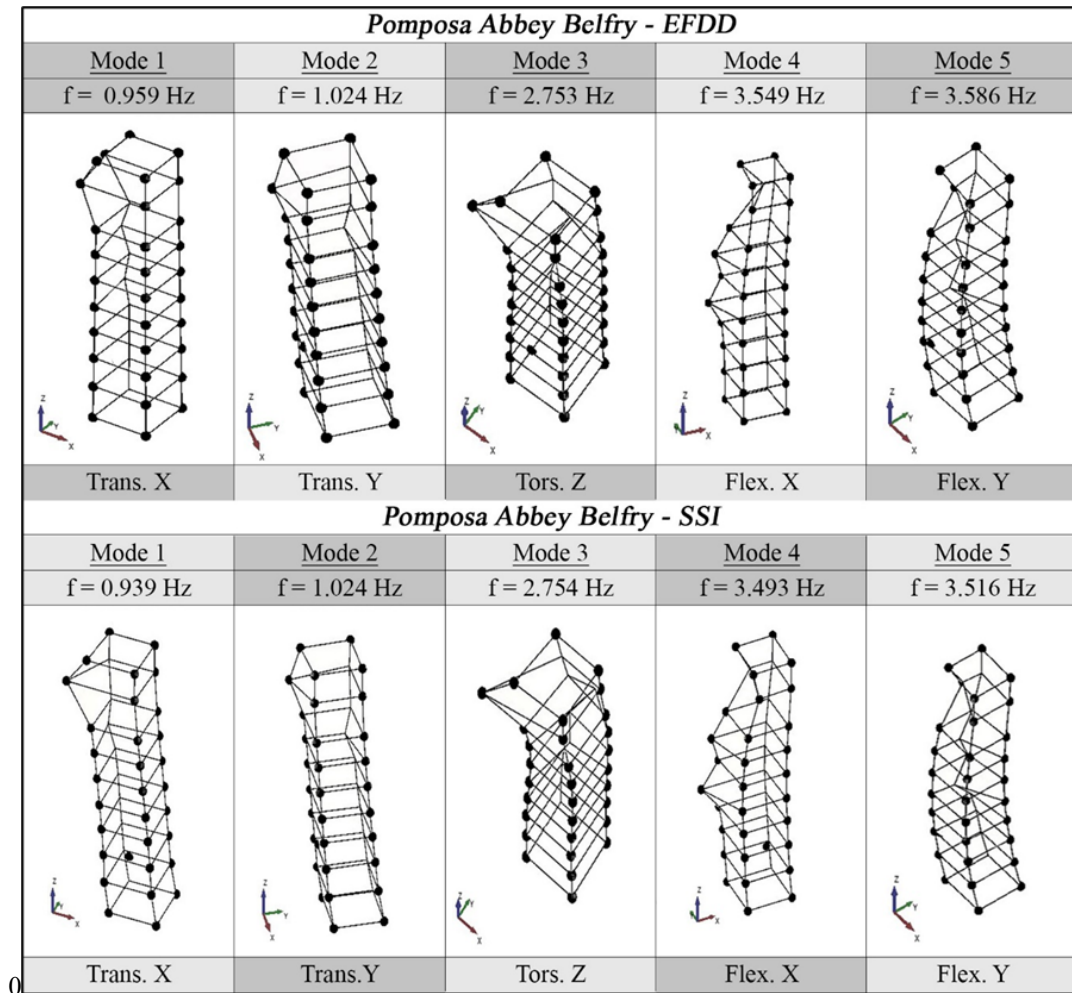 Pomposa Abbey Belfry - EFDD
Mode 1 Mode 2 Mode 3 Mode 4 Mode 5
f = 0.959 Hz f = 1.024 Hz f = 2.753 Hz f = 3.549 Hz f = 3.586 Hz
Z Y X Z Y X Z Y X Z X Z Y X
Trans. X Trans. Y Tors. Z Flex. X Flex. Y
Pomposa Abbey Belfry - SSI
Mode 1 Mode 2 Mode 3 Mode 4 Mode 5
f = 0.939 Hz f = 1.024 Hz f = 2.754 Hz f = 3.493 Hz f = 3.516 Hz
Z Y X Z Y X Z Y X Z X Z Y X
0 Trans. X Trans.Y Tors. Z Flex. X Flex. Y